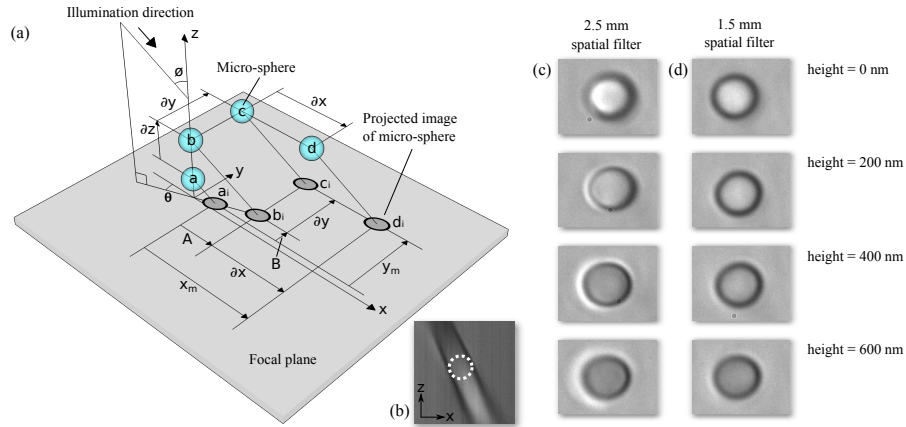 Illumination direction
(a)
z
ø
Micro-sphere
∂y
∂x
∂z
c
b
d
a
Projected image
of micro-sphere
y
θ
aᵢ
bᵢ
cᵢ
dᵢ
A
B
∂y
∂x
yₘ
xₘ
x
Focal plane
(b)
z
x
2.5 mm
spatial filter
1.5 mm
spatial filter
(c)
(d)
height = 0 nm
height = 200 nm
height = 400 nm
height = 600 nm